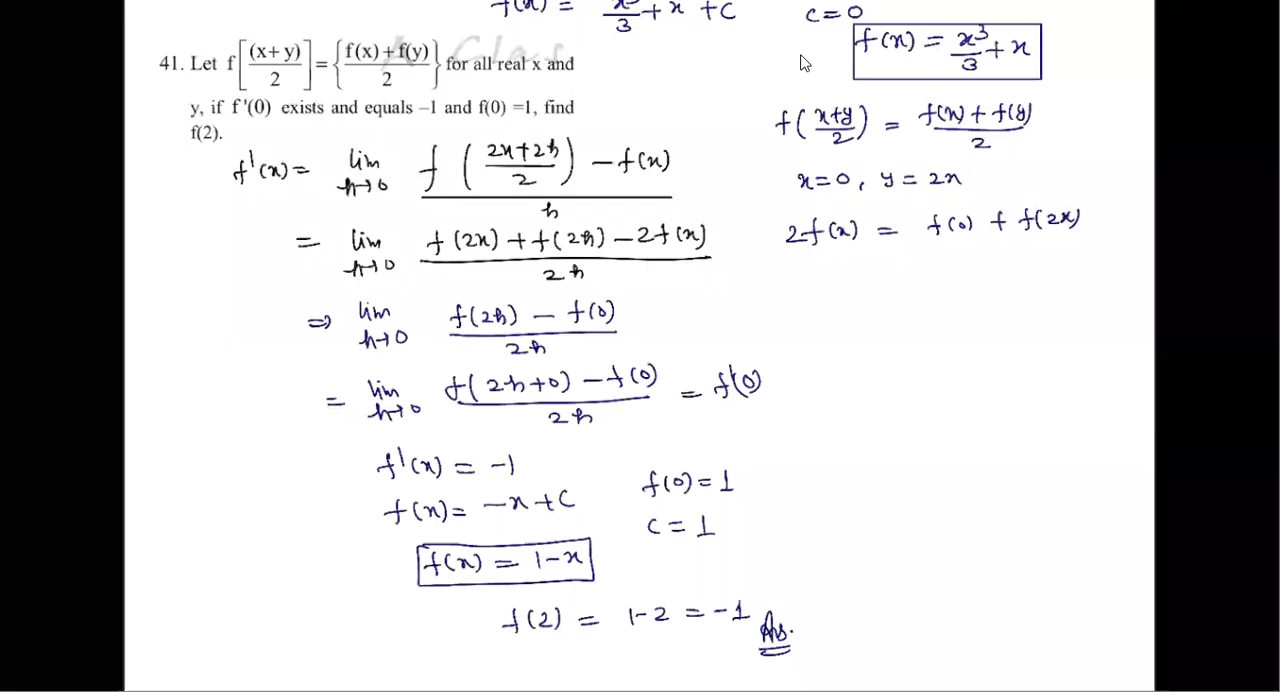 f(x) = x³/3 + x + C
c = 0
f(x) = x³/3 + x
41. Let f[(x+y)/2] = {f(x)+f(y)/2} for all real x and
y, if f'(0) exists and equals –1 and f(0) =1, find
f(2).
f'(x) = lim h→0 f((2x+2h)/2) – f(x) / h
= lim h→0 f(2x) + f(2h) – 2f(x) / 2h
⇒ lim h→0 f(2h) – f(0) / 2h
= lim h→0 f(2h+0) – f(0) / 2h = f'(0)
f'(x) = -1
f(x) = -x + C
f(x) = 1-x
f(2) = 1-2 = -1 Ans.
f((x+y)/2) = f(x) + f(y) / 2
x=0, y = 2x
2f(x) = f(0) + f(2x)
f(0) = 1
c = 1